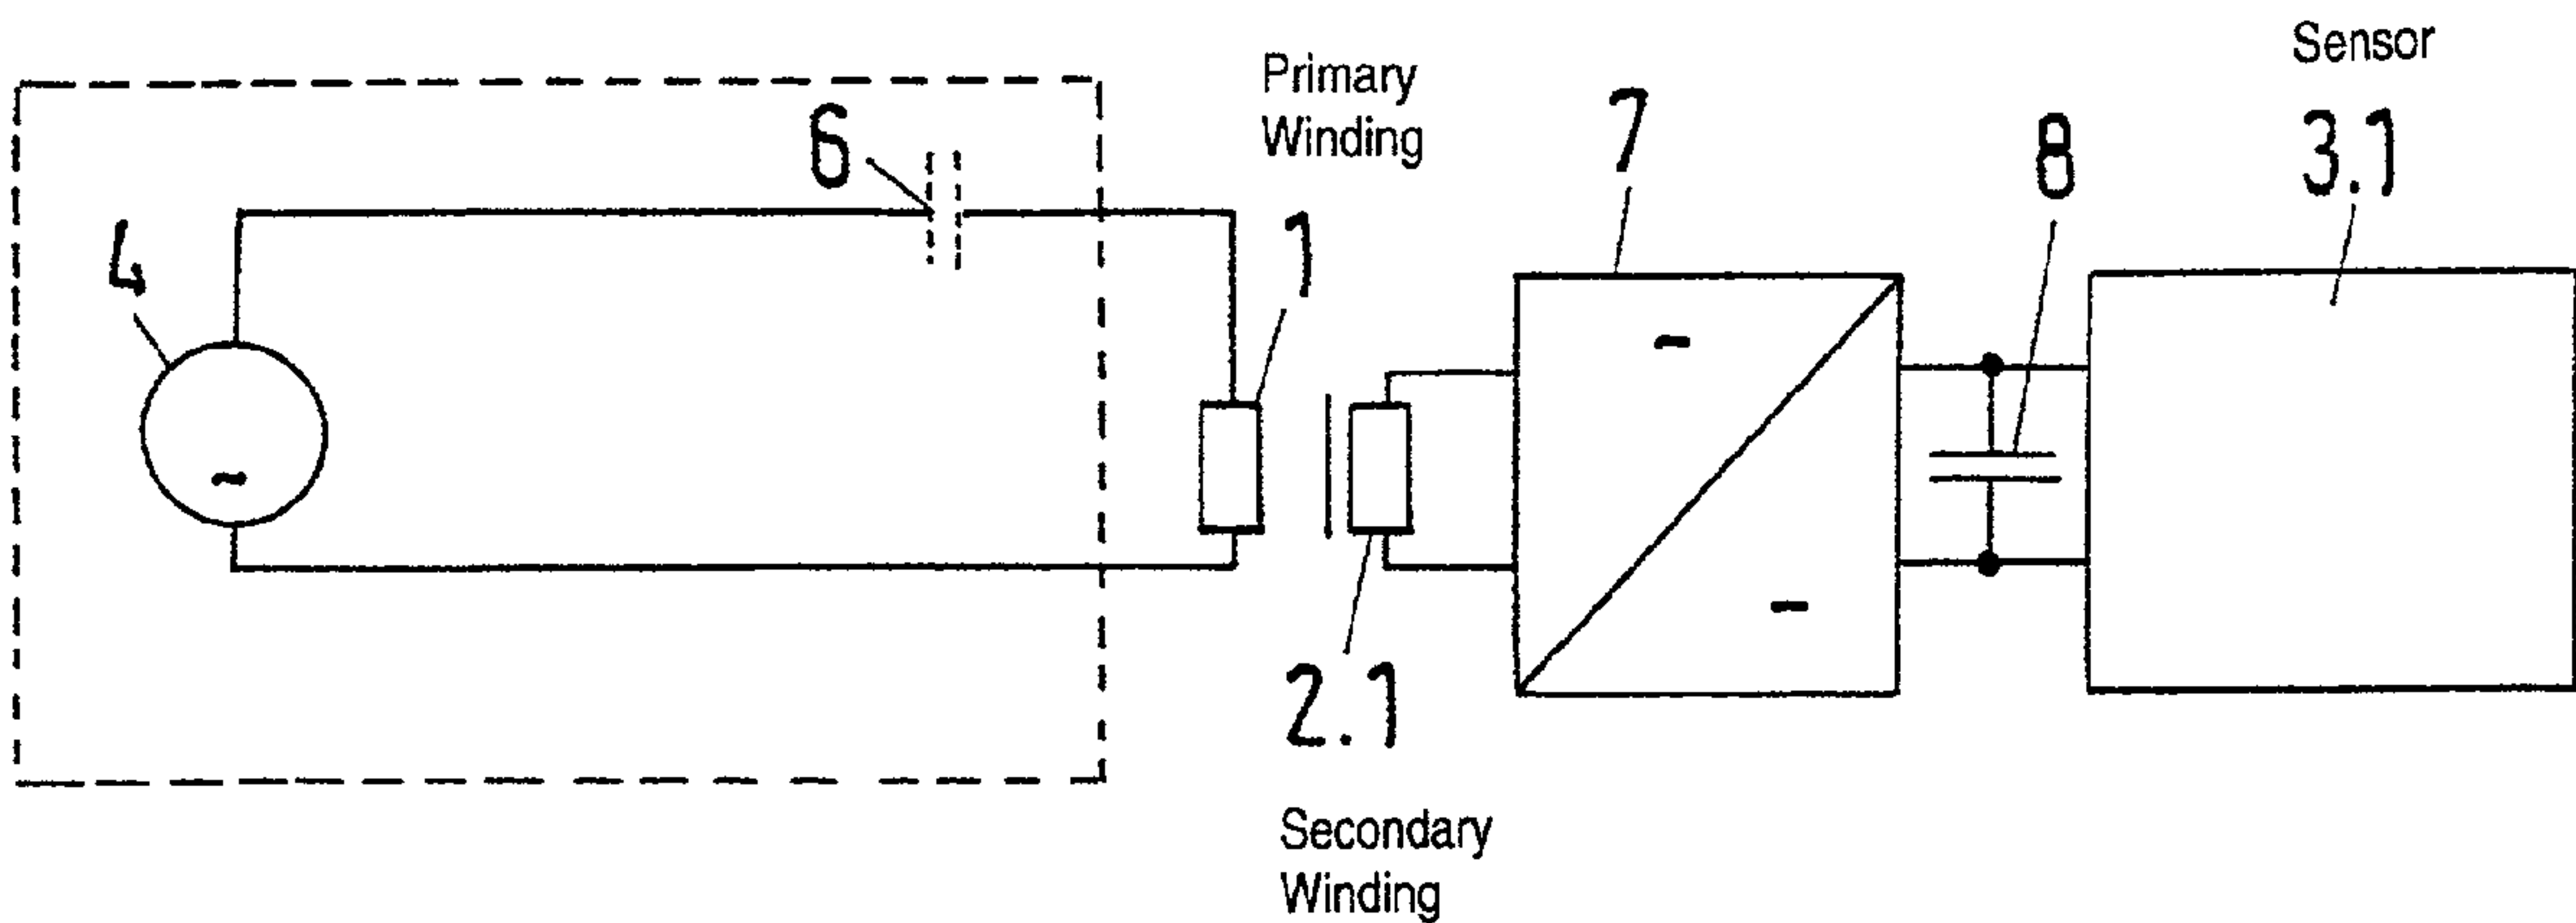 Sensor
3.1
Primary
Winding
7
6
8
1
4
~
-
-
2.1
Secondary
Winding